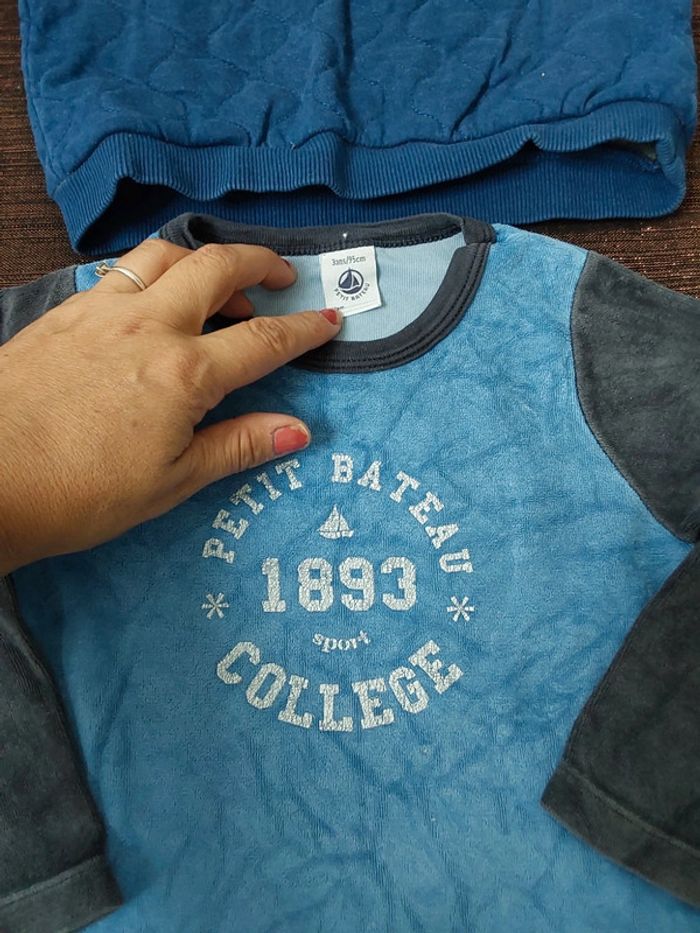 3ans/95cm
PETIT BATEAU
PETIT BATEAU
1893
sport
COLLEGE